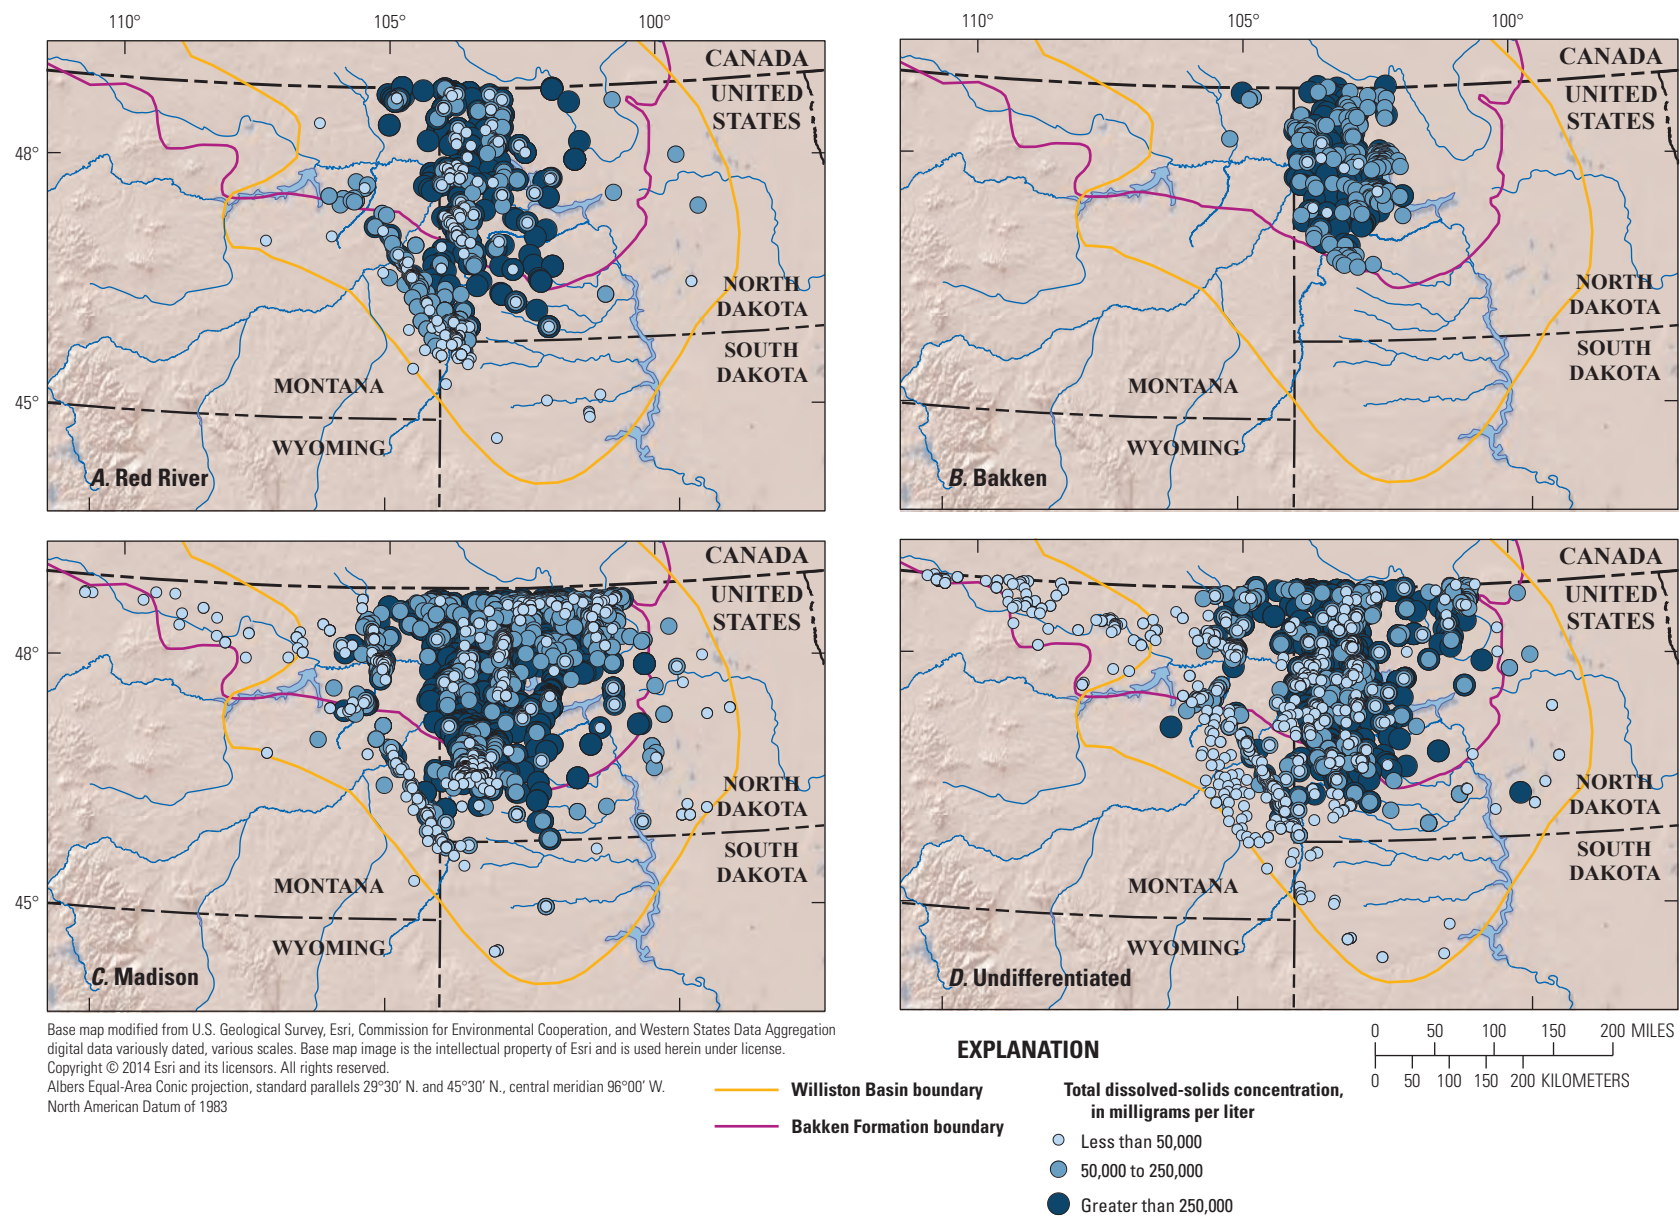 110° 105° 100° 110° 105° 100°
CANADA
UNITED
STATES
48°
NORTH
DAKOTA
SOUTH
DAKOTA
MONTANA
45°
WYOMING
A. Red River
CANADA
UNITED
STATES
NORTH
DAKOTA
SOUTH
DAKOTA
MONTANA
WYOMING
B. Bakken
CANADA
UNITED
STATES
48°
NORTH
DAKOTA
SOUTH
DAKOTA
MONTANA
45°
WYOMING
C. Madison
CANADA
UNITED
STATES
NORTH
DAKOTA
SOUTH
DAKOTA
MONTANA
WYOMING
D. Undifferentiated
Base map modified from U.S. Geological Survey, Esri, Commission for Environmental Cooperation, and Western States Data Aggregation
digital data variously dated, various scales. Base map image is the intellectual property of Esri and is used herein under license.
Copyright © 2014 Esri and its licensors. All rights reserved.
Albers Equal-Area Conic projection, standard parallels 29°30′ N. and 45°30′ N., central meridian 96°00′ W.
North American Datum of 1983
0 50 100 150 200 MILES
0 50 100 150 200 KILOMETERS
EXPLANATION
Williston Basin boundary
Bakken Formation boundary
Total dissolved-solids concentration,
in milligrams per liter
Less than 50,000
50,000 to 250,000
Greater than 250,000